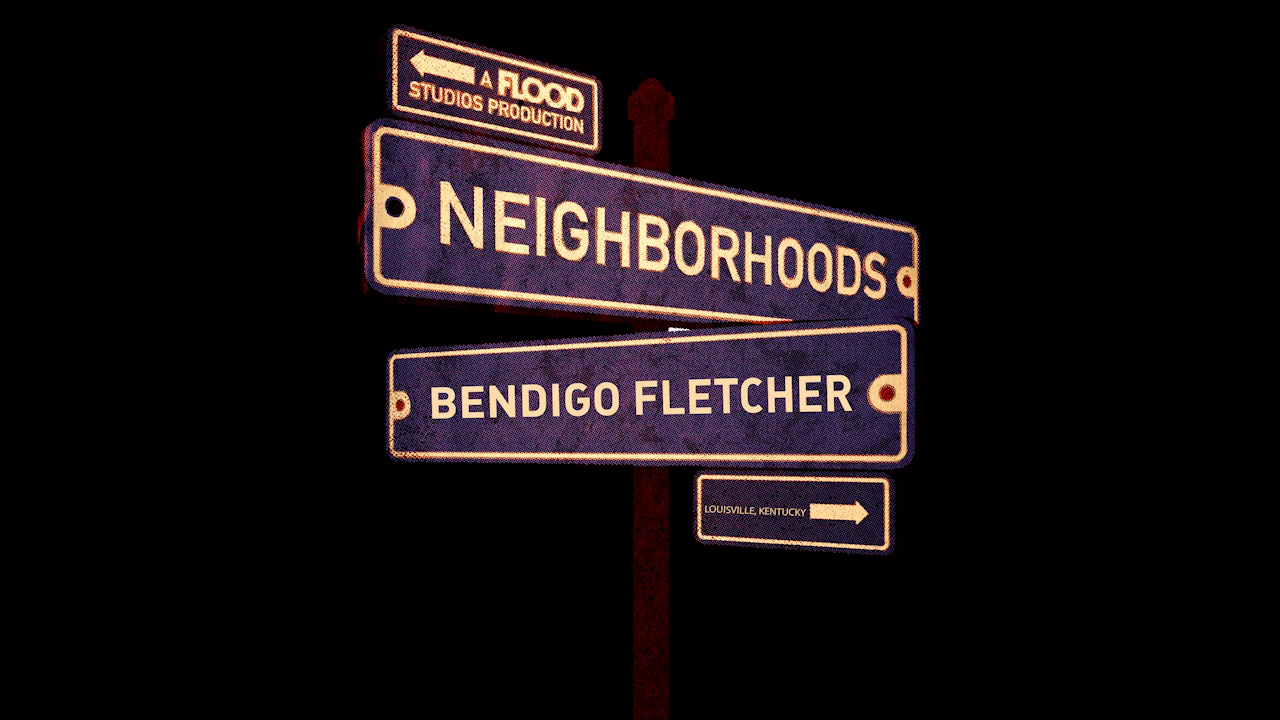 A FLOOD
STUDIOS PRODUCTION
NEIGHBORHOODS
BENDIGO FLETCHER
LOUISVILLE, KENTUCKY